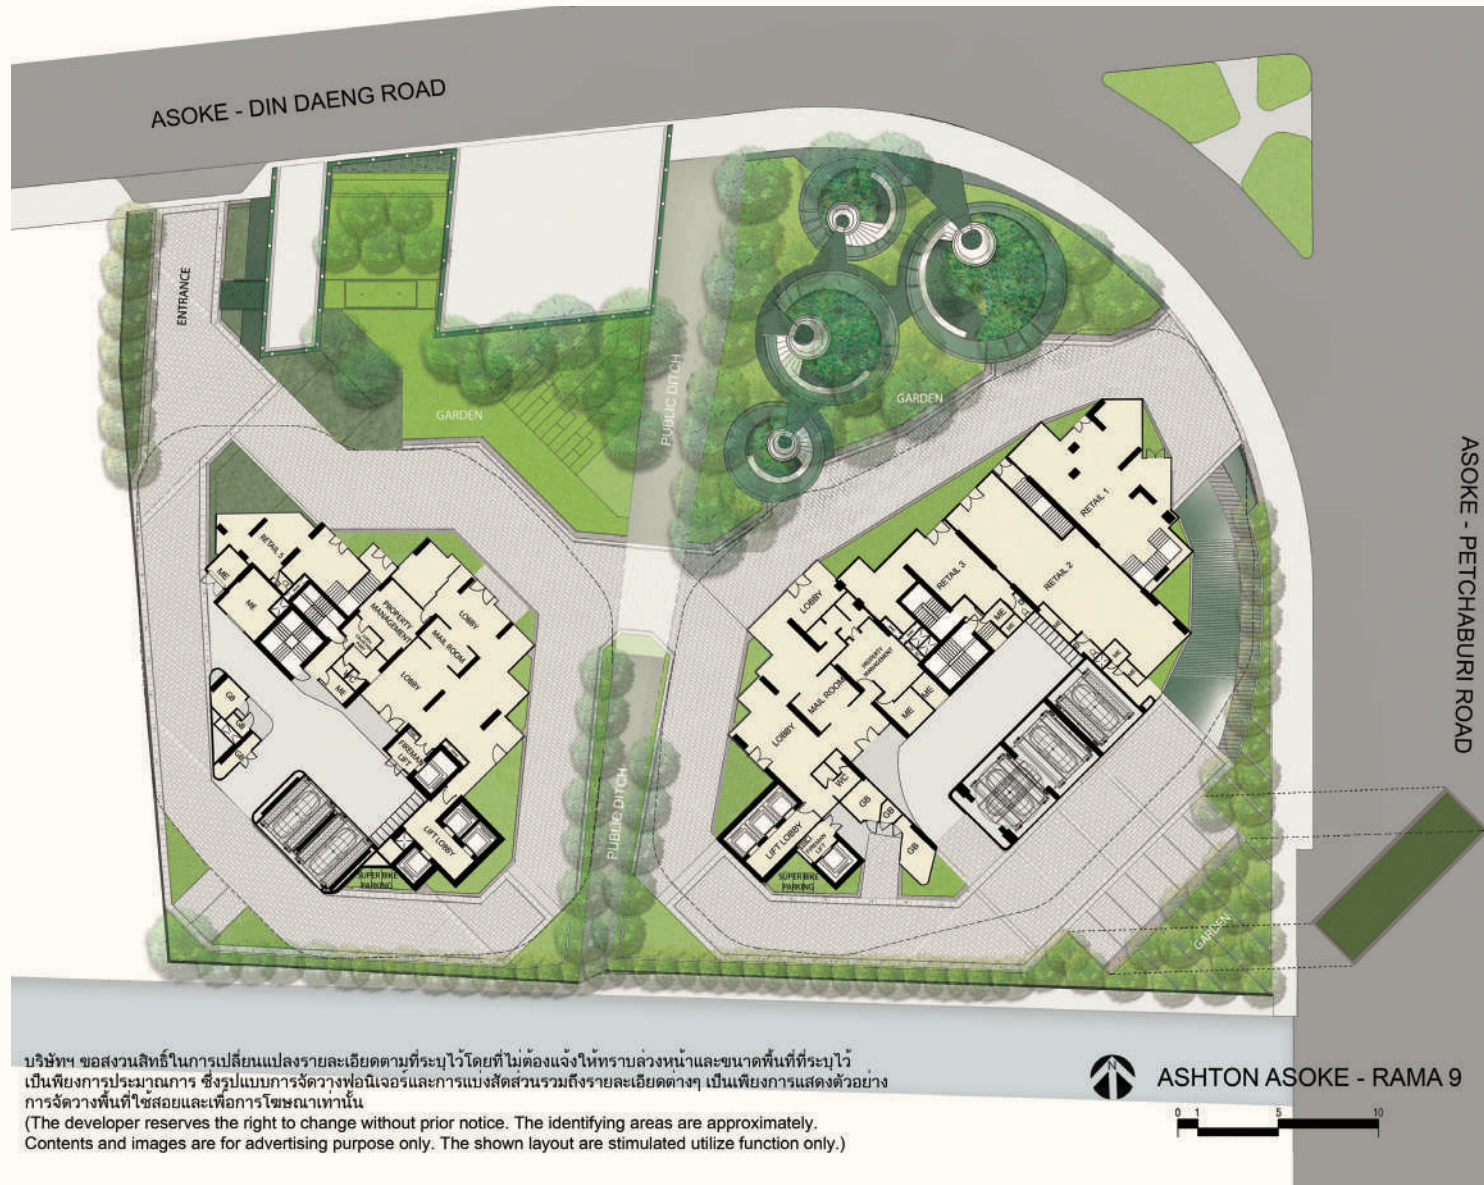 ASOKE - DIN DAENG ROAD
ENTRANCE
GARDEN
PUBLIC DITCH
GARDEN
ASOKE - PETCHABURI ROAD
RETAIL 5
ME
ME
PROPERTY
MANAGEMENT
LOBBY
MAIL ROOM
LOBBY
WC
ME
GB
GB
GB
FIREMAN
LIFT
LIFT LOBBY
SUPER BIKE
PARKING
PUBLIC DITCH
RETAIL 1
RETAIL 2
RETAIL 3
LOBBY
ME
ME
PROPERTY
MANAGEMENT
MAIL ROOM
ME
ME
ME
LOBBY
WC
GB
GB
GB
LIFT LOBBY
FIREMAN
LIFT
SUPER BIKE
PARKING
GARDEN
บริษัทฯ ขอสงวนสิทธิ์ในการเปลี่ยนแปลงรายละเอียดตามที่ระบุไว้โดยที่ไม่ต้องแจ้งให้ทราบล่วงหน้าและขนาดพื้นที่ที่ระบุไว้
เป็นเพียงการประมาณการ ซึ่งรูปแบบการจัดวางฟอนิเจอร์และการแบ่งสัดส่วนรวมถึงรายละเอียดต่างๆ เป็นเพียงการแสดงตัวอย่าง
การจัดวางพื้นที่ใช้สอยและเพื่อการโฆษณาเท่านั้น
(The developer reserves the right to change without prior notice. The identifying areas are approximately.
Contents and images are for advertising purpose only. The shown layout are stimulated utilize function only.)
N
ASHTON ASOKE - RAMA 9
0 1 5 10